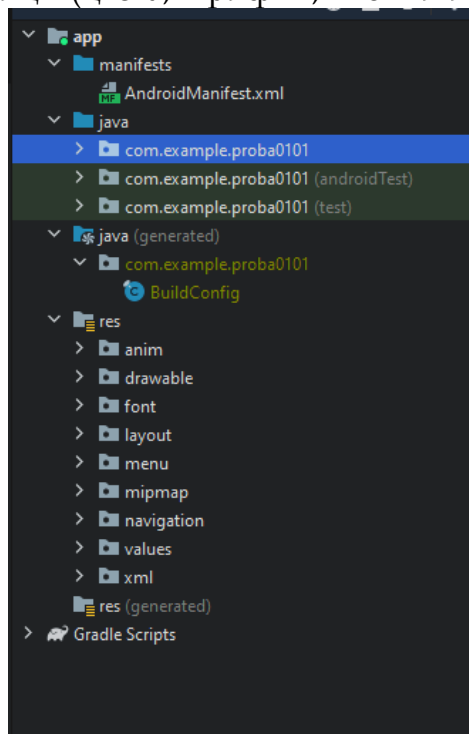 app
manifests
AndroidManifest.xml
java
com.example.proba0101
com.example.proba0101 (androidTest)
com.example.proba0101 (test)
java (generated)
com.example.proba0101
BuildConfig
res
anim
drawable
font
layout
menu
mipmap
navigation
values
xml
res (generated)
Gradle Scripts